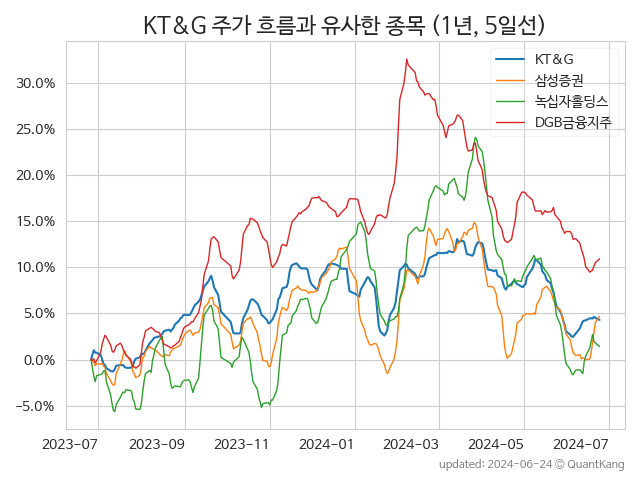 KT&G 주가 흐름과 유사한 종목 (1년, 5일선)
KT&G
삼성증권
녹십자홀딩스
DGB금융지주
30.0%
25.0%
20.0%
15.0%
10.0%
5.0%
0.0%
−5.0%
2023-07 2023-09 2023-11 2024-01 2024-03 2024-05 2024-07
updated: 2024-06-24 © QuantKang